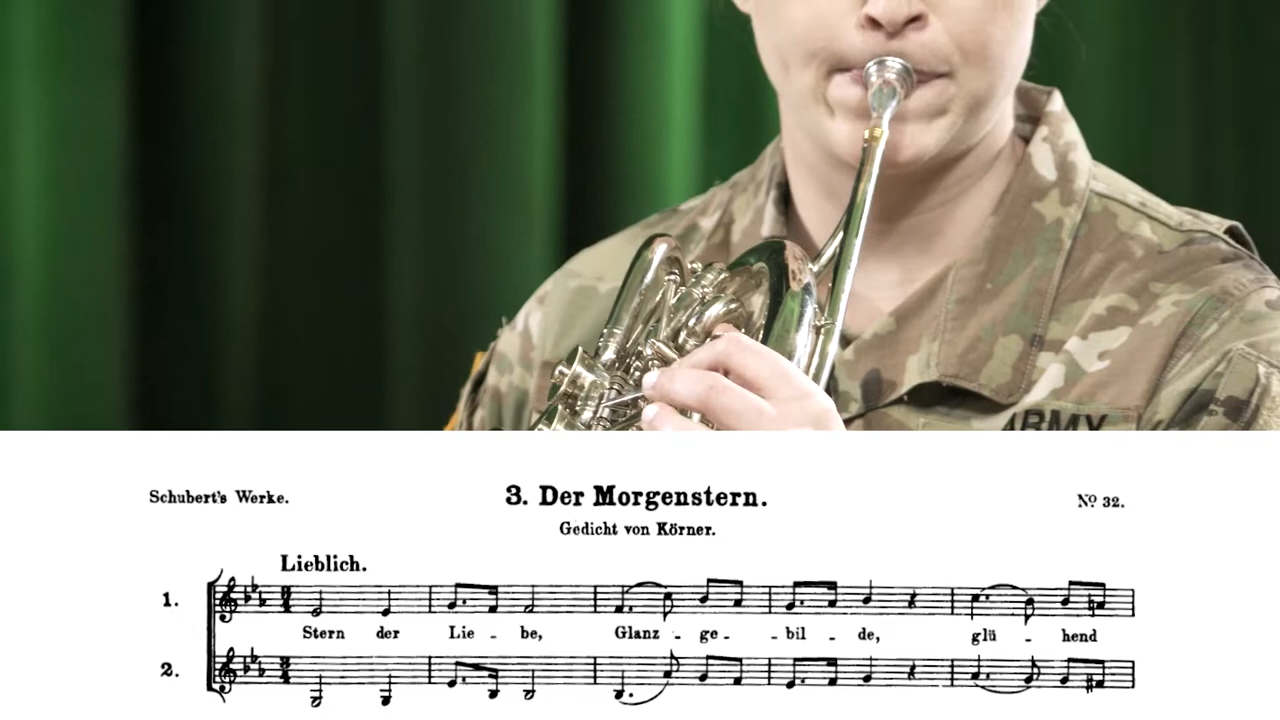 ARMY
Schubert's Werke.
3. Der Morgenstern.
Nº 32.
Gedicht von Körner.
Lieblich.
1.
Stern der Lie - be, Glanz - ge - - bil - de, glü - hend
2.